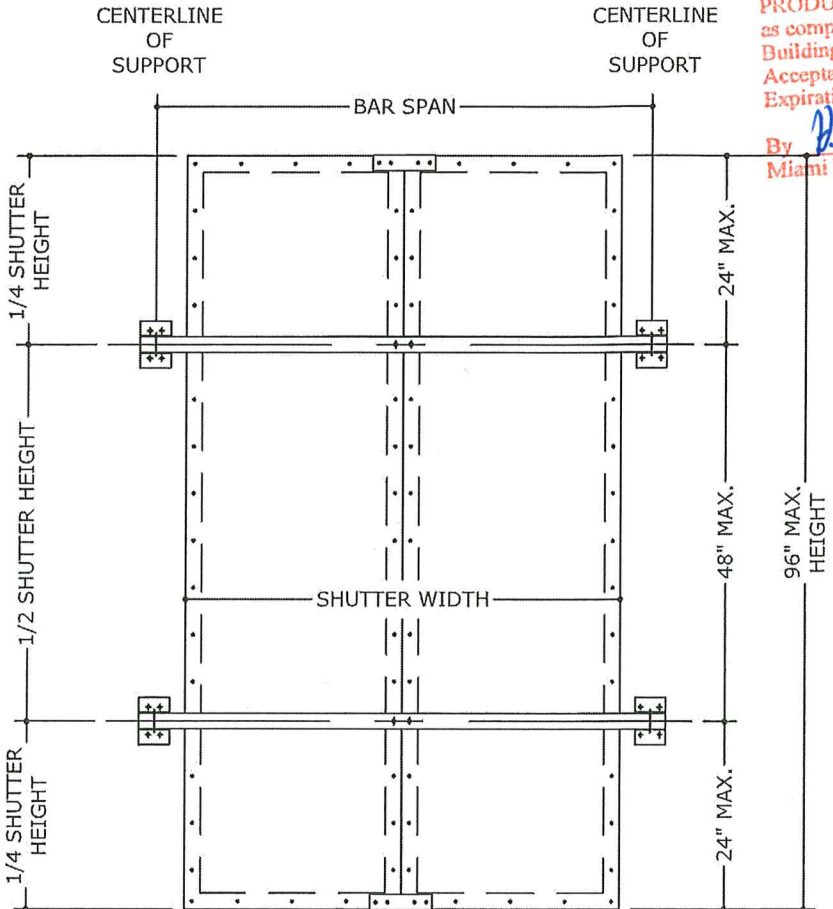 CENTERLINE
OF
SUPPORT
CENTERLINE
OF
SUPPORT
PRODU
as comp
Building
Accepta
Expirati
By
Miami
BAR SPAN
1/4 SHUTTER
HEIGHT
24" MAX.
1/2 SHUTTER HEIGHT
48" MAX.
96" MAX.
HEIGHT
SHUTTER WIDTH
1/4 SHUTTER
HEIGHT
24" MAX.